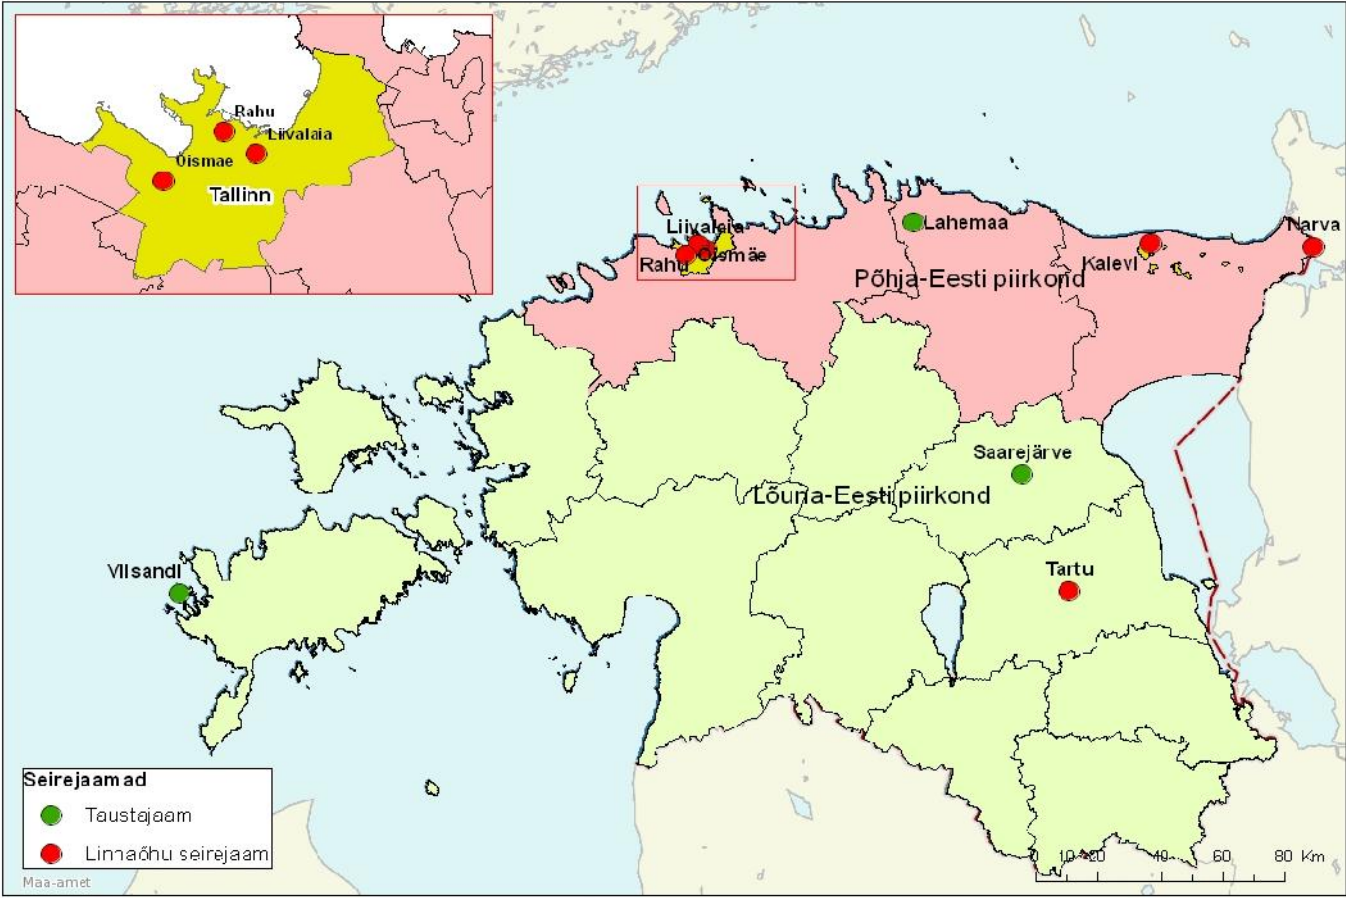 Rahu
Liivalaia
Õismäe
Tallinn
Liivalaia
Rahu
Õismäe
Lahemaa
Kalevi
Narva
Põhja-Eesti piirkond
Saarejärve
Lõuna-Eesti piirkond
Tartu
Vilsandi
Seirejaamad
Taustajaam
Linnaõhu seirejaam
Maa-amet
0 10 20 40 60 80 Km